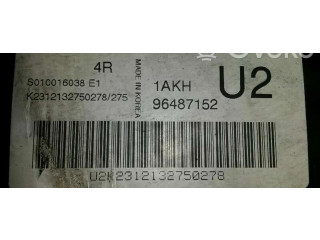 4R
S010016038 E1
K2312132750278/275
MADE IN KOREA
1AKH
96487152
U2
U2K2312132750278